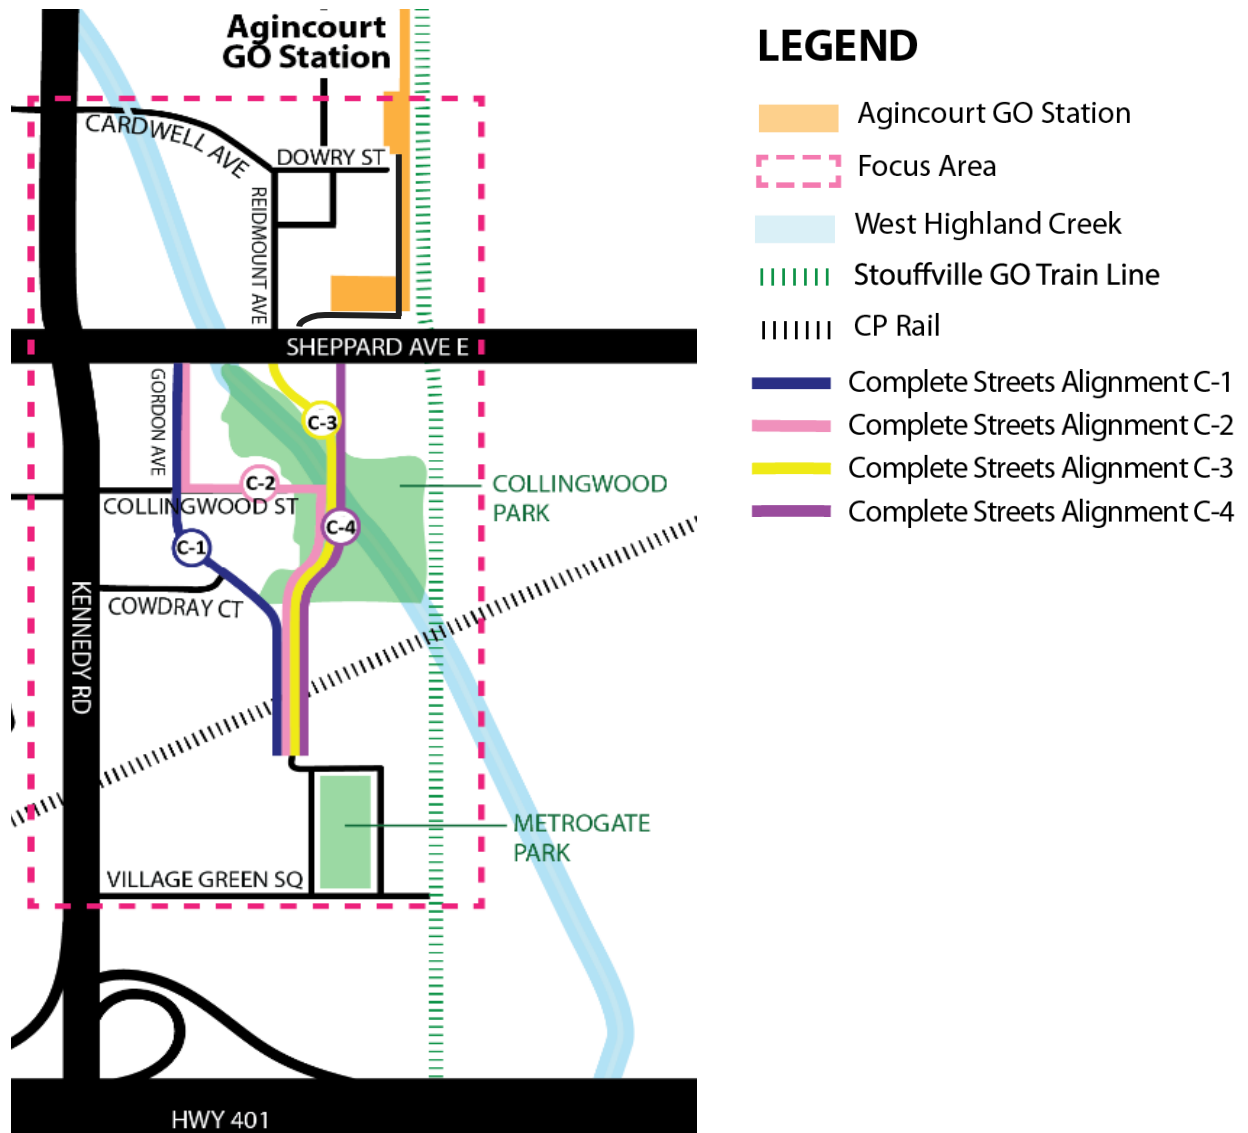 Agincourt
GO Station
CARDWELL AVE
DOWRY ST
REIDMOUNT AVE
SHEPPARD AVE E
GORDON AVE
C-3
C-2
COLLINGWOOD ST
COLLINGWOOD
PARK
C-4
C-1
COWDRAY CT
KENNEDY RD
METROGATE
PARK
VILLAGE GREEN SQ
HWY 401
LEGEND
Agincourt GO Station
Focus Area
West Highland Creek
Stouffville GO Train Line
CP Rail
Complete Streets Alignment C-1
Complete Streets Alignment C-2
Complete Streets Alignment C-3
Complete Streets Alignment C-4